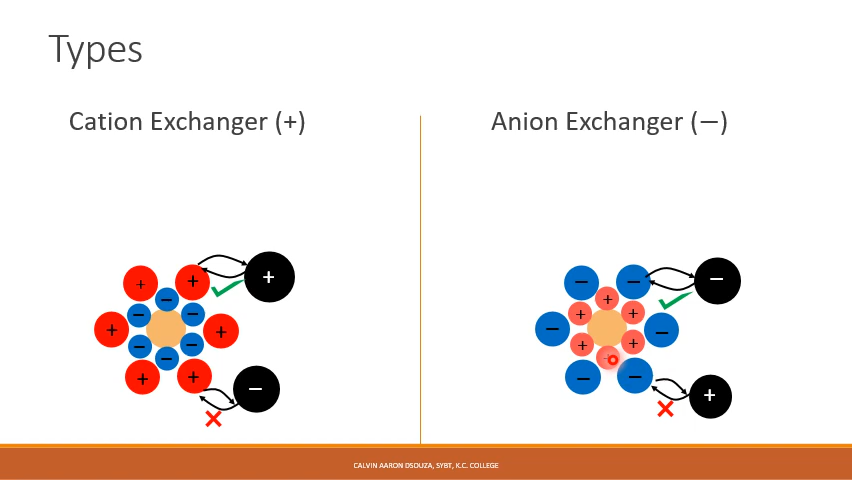 Types
Cation Exchanger (+)
Anion Exchanger (−)
+ + + + + + +
− − − − − − −
− − − − − − −
+ + + + + + +
CALVIN AARON DSOUZA, SYBT, K.C. COLLEGE